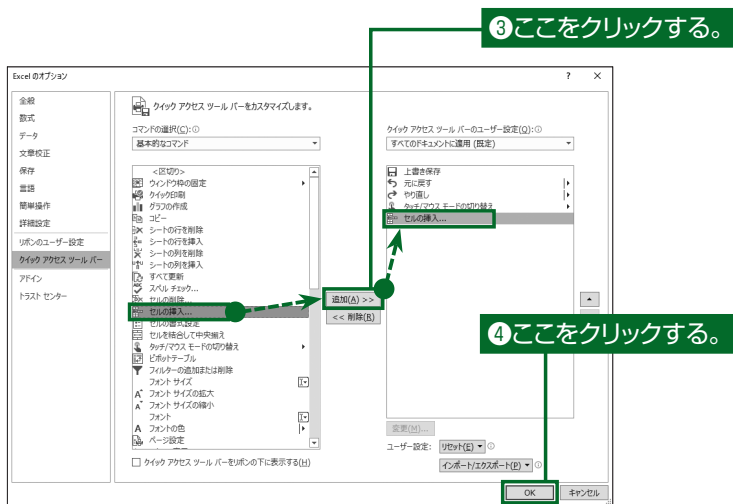 ❸ここをクリックする。
Excel のオプション
?
×
全般
数式
データ
文章校正
保存
言語
簡単操作
詳細設定
リボンのユーザー設定
クイック アクセス ツール バー
アドイン
トラスト センター
クイック アクセス ツール バーをカスタマイズします。
コマンドの選択(C):
基本的なコマンド
<区切り>
ウィンドウ枠の固定
クイック印刷
グラフの作成
コピー
シートの行を削除
シートの行を挿入
シートの列を削除
シートの列を挿入
すべて更新
スペル チェック...
セルの削除...
セルの挿入...
セルの書式設定
セルを結合して中央揃え
タッチ/マウス モードの切り替え
ピボットテーブル
フィルターの追加または削除
フォント サイズ
フォント サイズの拡大
フォント サイズの縮小
フォント
フォントの色
ページ設定
クイック アクセス ツール バーをリボンの下に表示する(H)
追加(A) >>
<< 削除(R)
クイック アクセス ツール バーのユーザー設定(Q):
すべてのドキュメントに適用 (既定)
上書き保存
元に戻す
やり直し
タッチ/マウス モードの切り替え
セルの挿入...
❹ここをクリックする。
変更(M)...
ユーザー設定:
リセット(E)
インポート/エクスポート(P)
OK
キャンセル